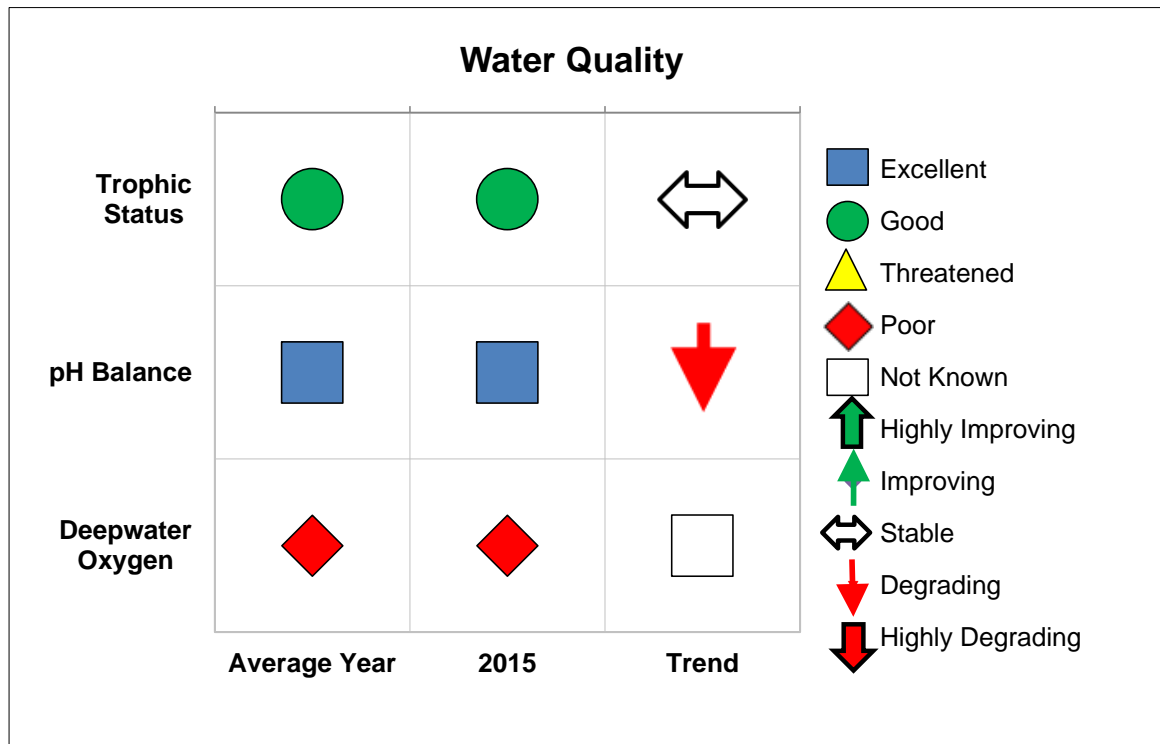 Water Quality
Trophic
Status
pH Balance
Deepwater
Oxygen
Average Year
2015
Trend
Excellent
Good
Threatened
Poor
Not Known
Highly Improving
Improving
Stable
Degrading
Highly Degrading